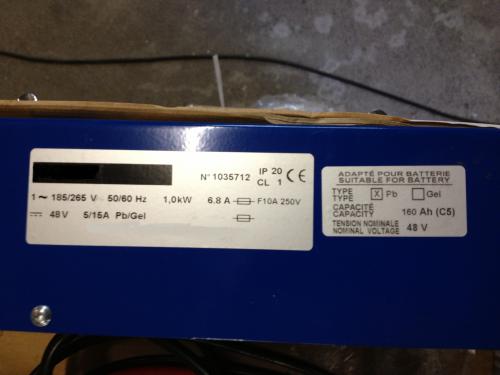 N° 1035712 IP 20 CE
CL 1
1~ 185/265 V 50/60 Hz 1,0kW 6.8 A F10A 250V
48V 5/15A Pb/Gel
ADAPTÉ POUR BATTERIE
SUITABLE FOR BATTERY
TYPE
TYPE X Pb Gel
CAPACITÉ
CAPACITY 160 Ah (C5)
TENSION NOMINALE
NOMINAL VOLTAGE 48 V